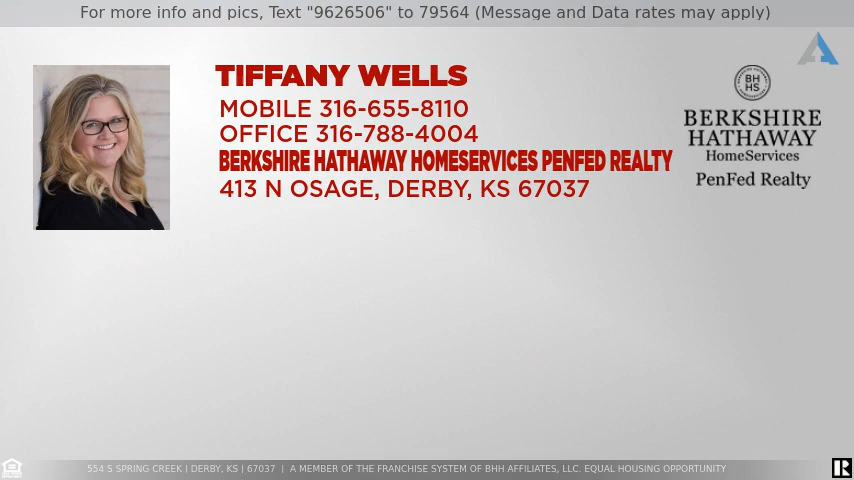 For more info and pics, Text "9626506" to 79564 (Message and Data rates may apply)
TIFFANY WELLS
MOBILE 316-655-8110
OFFICE 316-788-4004
BERKSHIRE HATHAWAY HOMESERVICES PENFED REALTY
413 N OSAGE, DERBY, KS 67037
BH
HS
BERKSHIRE
HATHAWAY
HomeServices
PenFed Realty
554 S SPRING CREEK | DERBY, KS | 67037 | A MEMBER OF THE FRANCHISE SYSTEM OF BHH AFFILIATES, LLC. EQUAL HOUSING OPPORTUNITY